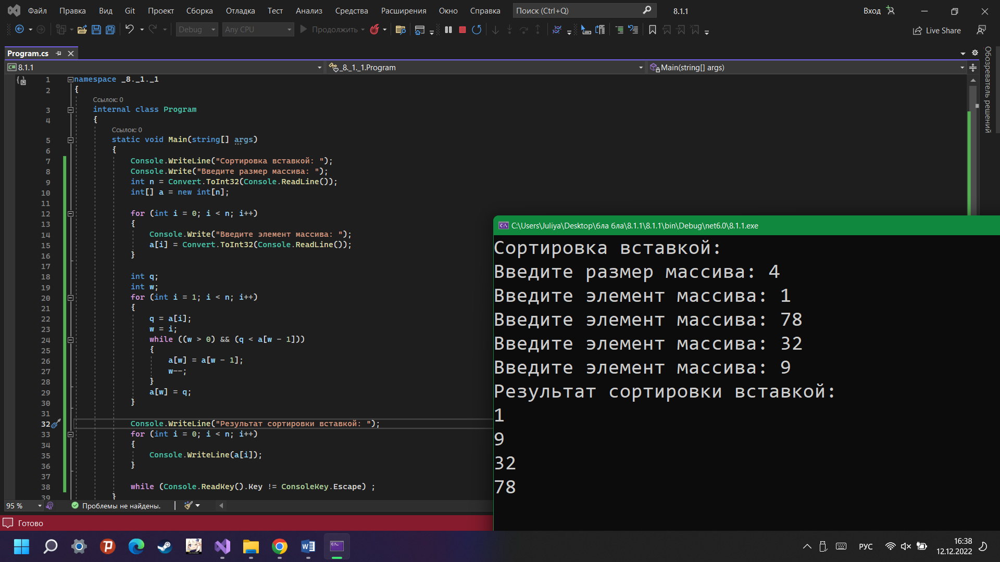 Файл Правка Вид Git Проект Сборка Отладка Тест Анализ Средства Расширения Окно Справка Поиск (Ctrl+Q) 8.1.1 Вход
Debug Any CPU Продолжить Live Share
Program.cs
C# 8.1.1 _8._1._1.Program Main(string[] args)
Обозреватель решений
1 namespace _8._1._1
2 {
Ссылок: 0
3 internal class Program
4 {
Ссылок: 0
5 static void Main(string[] args)
6 {
7 Console.WriteLine("Сортировка вставкой: ");
8 Console.Write("Введите размер массива: ");
9 int n = Convert.ToInt32(Console.ReadLine());
10 int[] a = new int[n];
11
12 for (int i = 0; i < n; i++)
13 {
14 Console.Write("Введите элемент массива: ");
15 a[i] = Convert.ToInt32(Console.ReadLine());
16 }
17
18 int q;
19 int w;
20 for (int i = 1; i < n; i++)
21 {
22 q = a[i];
23 w = i;
24 while ((w > 0) && (q < a[w - 1]))
25 {
26 a[w] = a[w - 1];
27 w--;
28 }
29 a[w] = q;
30 }
31
32 Console.WriteLine("Результат сортировки вставкой: ");
33 for (int i = 0; i < n; i++)
34 {
35 Console.WriteLine(a[i]);
36 }
37
38 while (Console.ReadKey().Key != ConsoleKey.Escape) ;
39 }
95 % Проблемы не найдены.
Готово
C:\Users\Juliya\Desktop\бла бла\8.1.1\8.1.1\bin\Debug\net6.0\8.1.1.exe
Сортировка вставкой:
Введите размер массива: 4
Введите элемент массива: 1
Введите элемент массива: 78
Введите элемент массива: 32
Введите элемент массива: 9
Результат сортировки вставкой:
1
9
32
78
РУС 16:38
12.12.2022